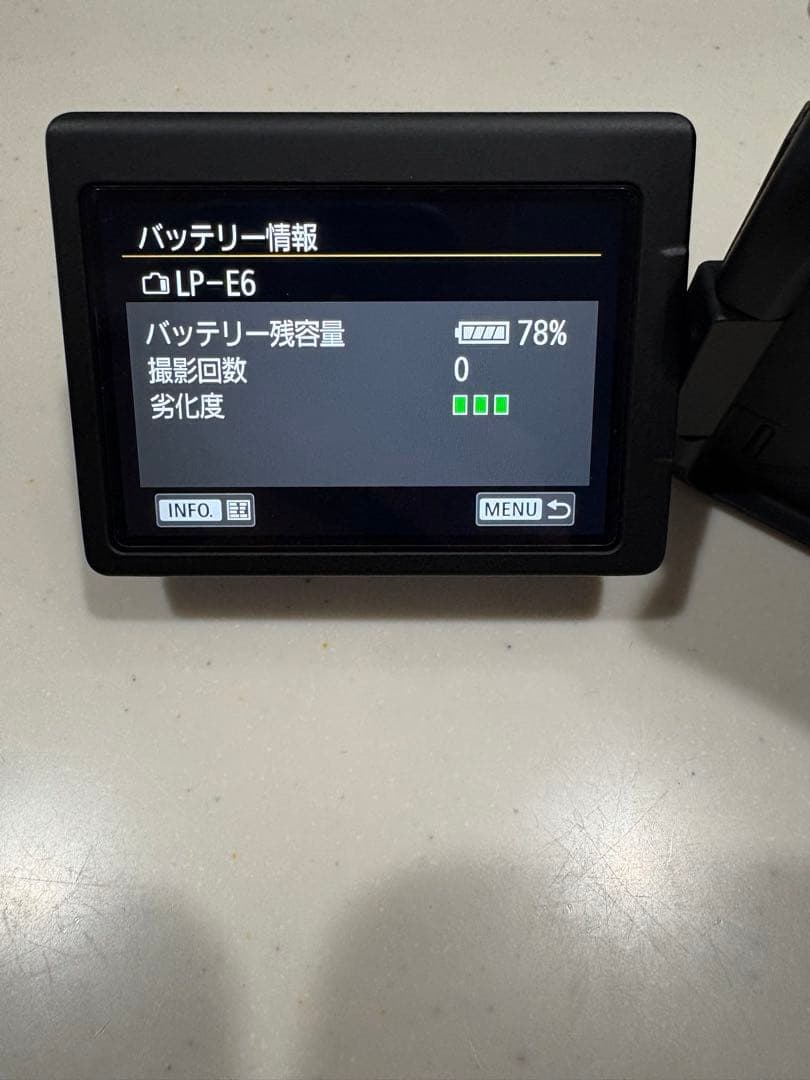 バッテリー情報
LP-E6
バッテリー残容量 78%
撮影回数 0
劣化度
INFO. MENU